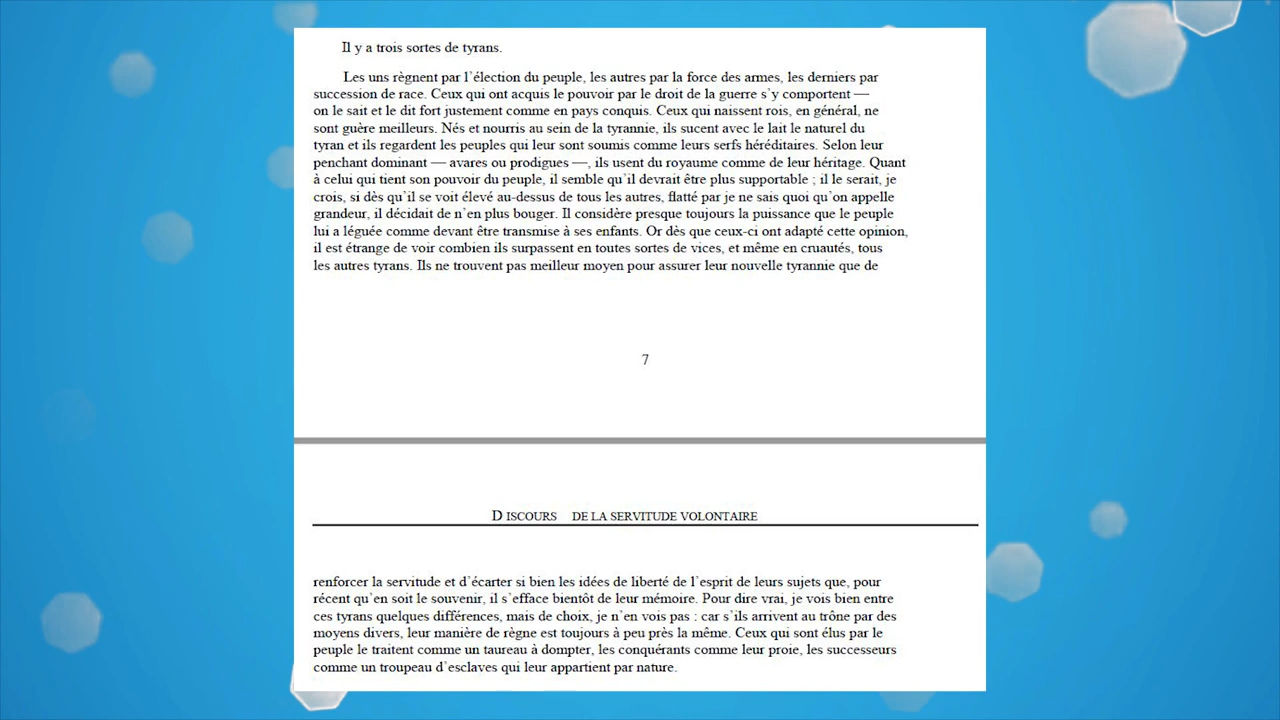 Il y a trois sortes de tyrans.
Les uns règnent par l'élection du peuple, les autres par la force des armes, les derniers par
succession de race. Ceux qui ont acquis le pouvoir par le droit de la guerre s'y comportent —
on le sait et le dit fort justement comme en pays conquis. Ceux qui naissent rois, en général, ne
sont guère meilleurs. Nés et nourris au sein de la tyrannie, ils sucent avec le lait le naturel du
tyran et ils regardent les peuples qui leur sont soumis comme leurs serfs héréditaires. Selon leur
penchant dominant — avares ou prodigues —, ils usent du royaume comme de leur héritage. Quant
à celui qui tient son pouvoir du peuple, il semble qu'il devrait être plus supportable ; il le serait, je
crois, si dès qu'il se voit élevé au-dessus de tous les autres, flatté par je ne sais quoi qu'on appelle
grandeur, il décidait de n'en plus bouger. Il considère presque toujours la puissance que le peuple
lui a léguée comme devant être transmise à ses enfants. Or dès que ceux-ci ont adapté cette opinion,
il est étrange de voir combien ils surpassent en toutes sortes de vices, et même en cruautés, tous
les autres tyrans. Ils ne trouvent pas meilleur moyen pour assurer leur nouvelle tyrannie que de
7
D ISCOURS DE LA SERVITUDE VOLONTAIRE
renforcer la servitude et d'écarter si bien les idées de liberté de l'esprit de leurs sujets que, pour
récent qu'en soit le souvenir, il s'efface bientôt de leur mémoire. Pour dire vrai, je vois bien entre
ces tyrans quelques différences, mais de choix, je n'en vois pas : car s'ils arrivent au trône par des
moyens divers, leur manière de règne est toujours à peu près la même. Ceux qui sont élus par le
peuple le traitent comme un taureau à dompter, les conquérants comme leur proie, les successeurs
comme un troupeau d'esclaves qui leur appartient par nature.